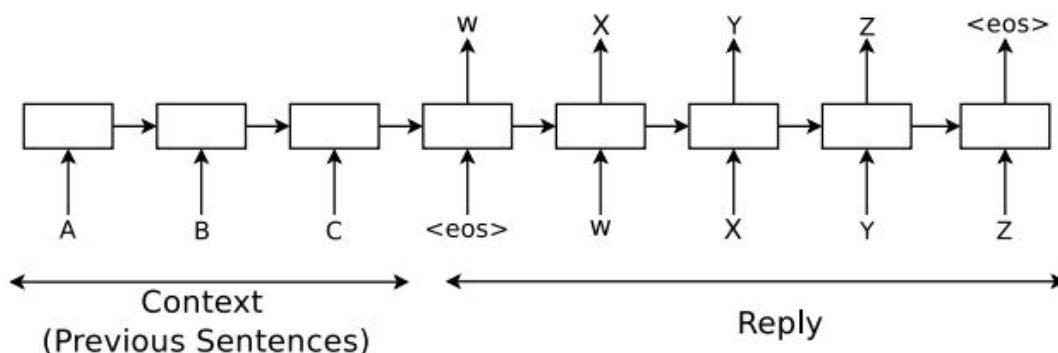 W X Y Z <eos>
A B C <eos> W X Y Z
Context
(Previous Sentences)
Reply